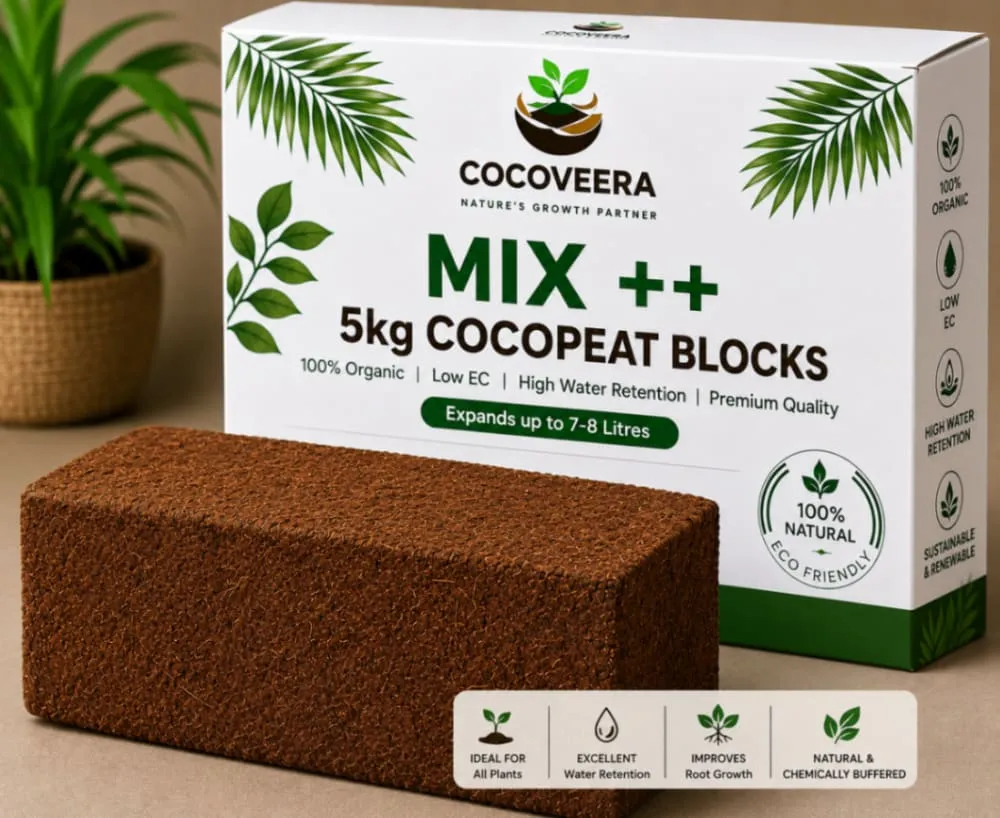 COCOVEERA
COCOVEERA
NATURE'S GROWTH PARTNER
MIX ++
5kg COCOPEAT BLOCKS
100% Organic | Low EC | High Water Retention | Premium Quality
Expands up to 7-8 Litres
100%
NATURAL
ECO FRIENDLY
100%
ORGANIC
LOW
EC
HIGH WATER
RETENTION
SUSTAINABLE
& RENEWABLE
IDEAL FOR
All Plants
EXCELLENT
Water Retention
IMPROVES
Root Growth
NATURAL &
CHEMICALLY BUFFERED